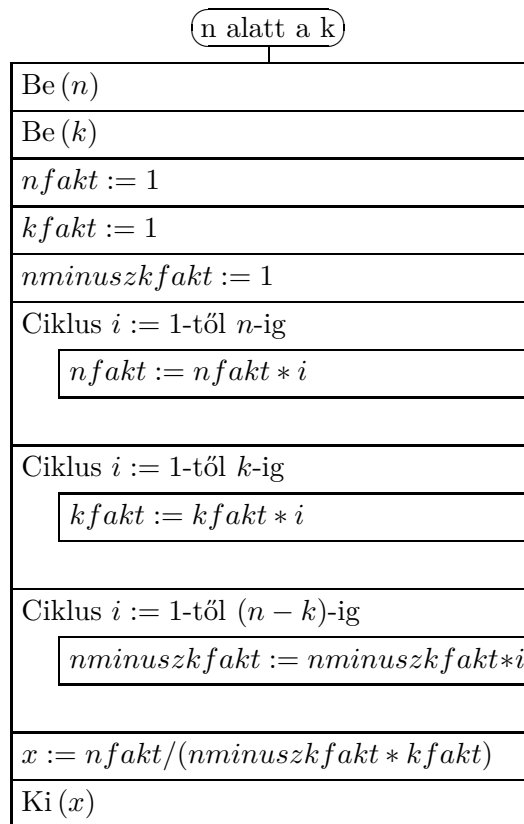 n alatt a k
Be (n)
Be (k)
nfakt := 1
kfakt := 1
nminuszkfakt := 1
Ciklus i := 1-től n-ig
nfakt := nfakt ∗ i
Ciklus i := 1-től k-ig
kfakt := kfakt ∗ i
Ciklus i := 1-től (n − k)-ig
nminuszkfakt := nminuszkfakt∗i
x := nfakt/(nminuszkfakt ∗ kfakt)
Ki (x)